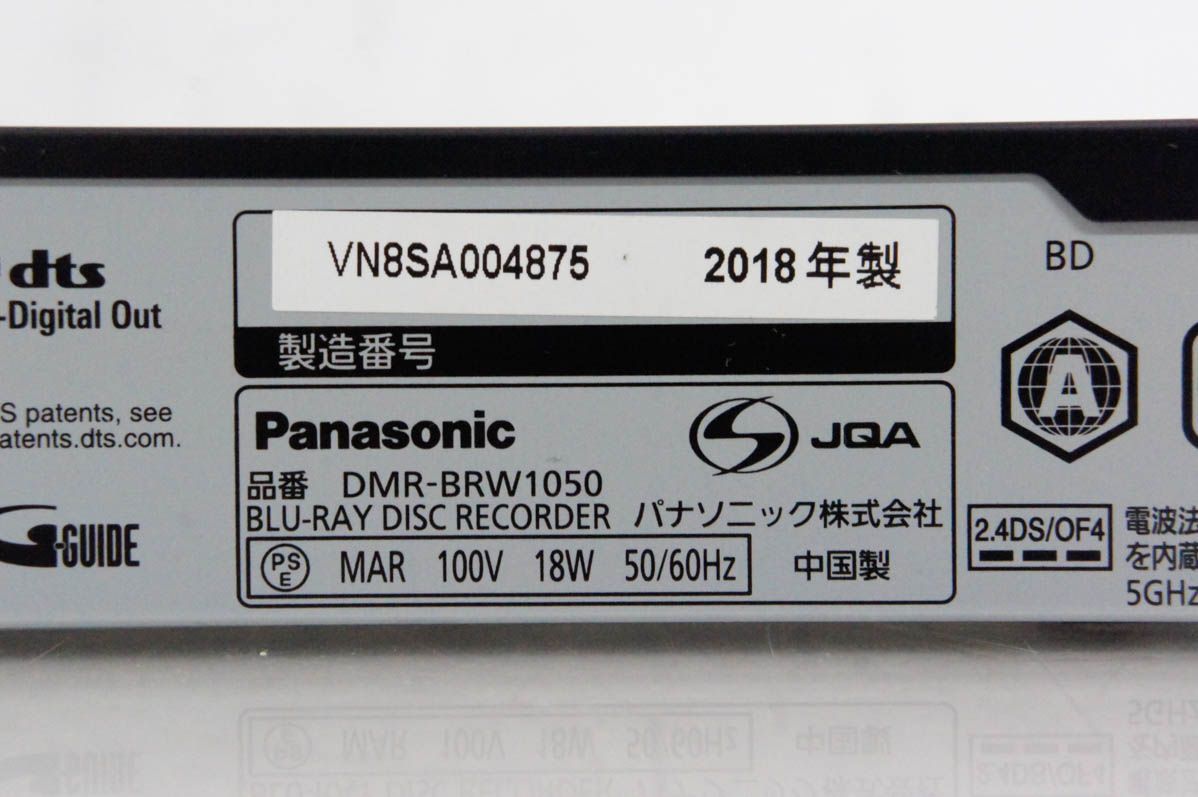 dts
-Digital Out
S patents, see
patents.dts.com.
G-GUIDE
VN8SA004875 2018年製
製造番号
Panasonic
JQA
品番 DMR-BRW1050
BLU-RAY DISC RECORDER パナソニック株式会社
PS
E
MAR 100V 18W 50/60Hz 中国製
BD
A
2.4DS/OF4
電波法
を内蔵
5GHz